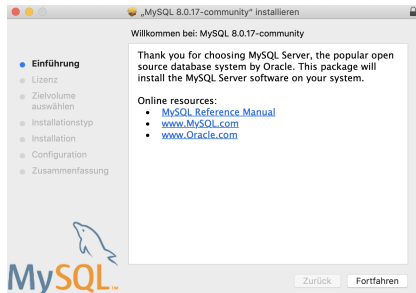 „MySQL 8.0.17-community“ installieren
Willkommen bei: MySQL 8.0.17-community
Einführung
Lizenz
Zielvolume
auswählen
Installationstyp
Installation
Configuration
Zusammenfassung
Thank you for choosing MySQL Server, the popular open
source database system by Oracle. This package will
install the MySQL Server software on your system.
Online resources:
• MySQL Reference Manual
• www.MySQL.com
• www.Oracle.com
MySQL™
Zurück
Fortfahren